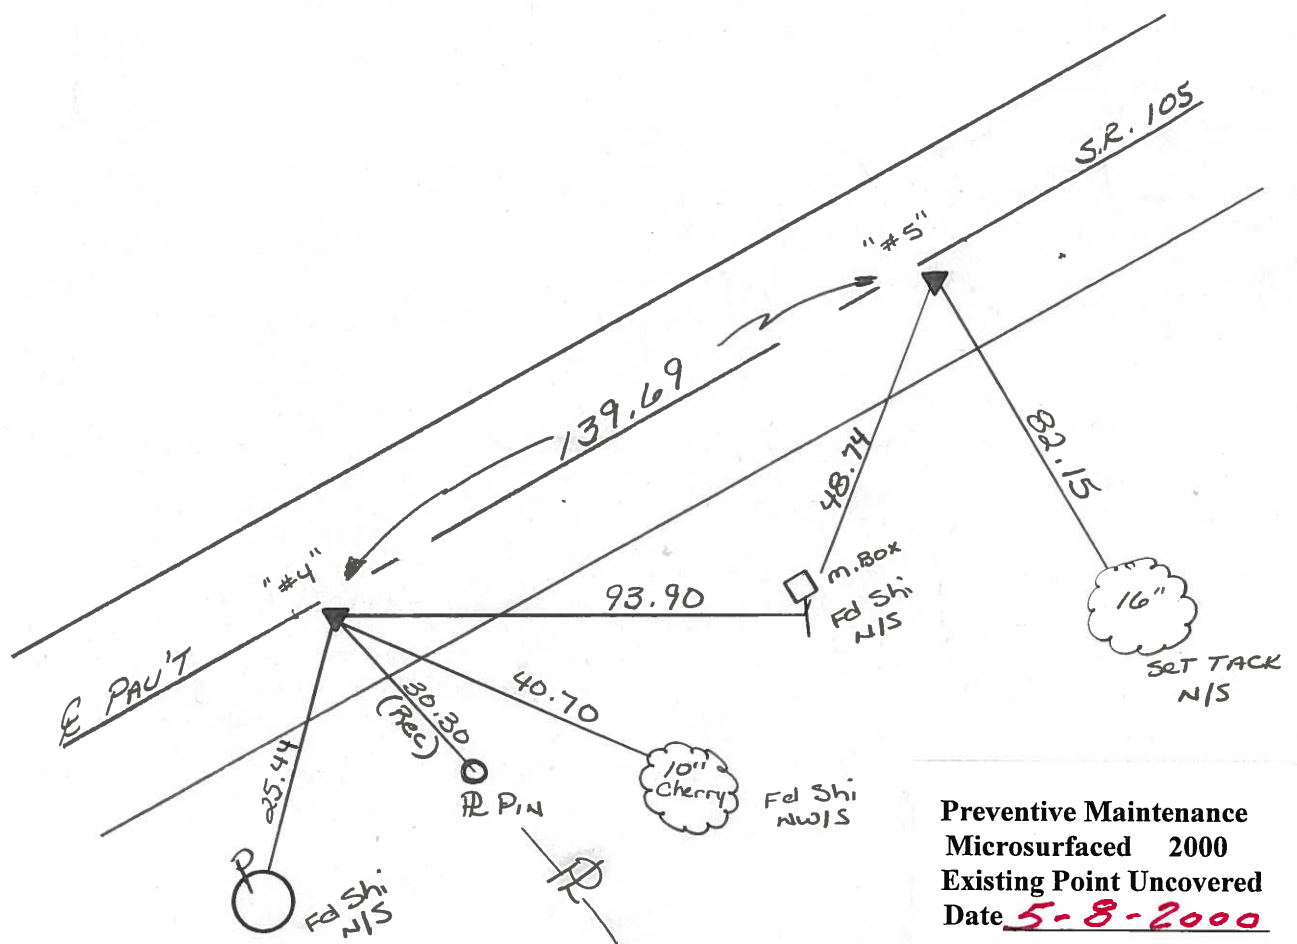 S.R. 105
"#5"
139.69
"#4"
℄ PAV'T
48.74
82.15
93.90
M.BOX
Fd Shi
N/S
16"
SET TACK
N/S
40.70
30.30
(Rec)
25.44
10"
Cherry
Fd Shi
NW/S
PL PIN
P
Fd Shi
N/S
PL
Preventive Maintenance
Microsurfaced 2000
Existing Point Uncovered
Date 5-8-2000